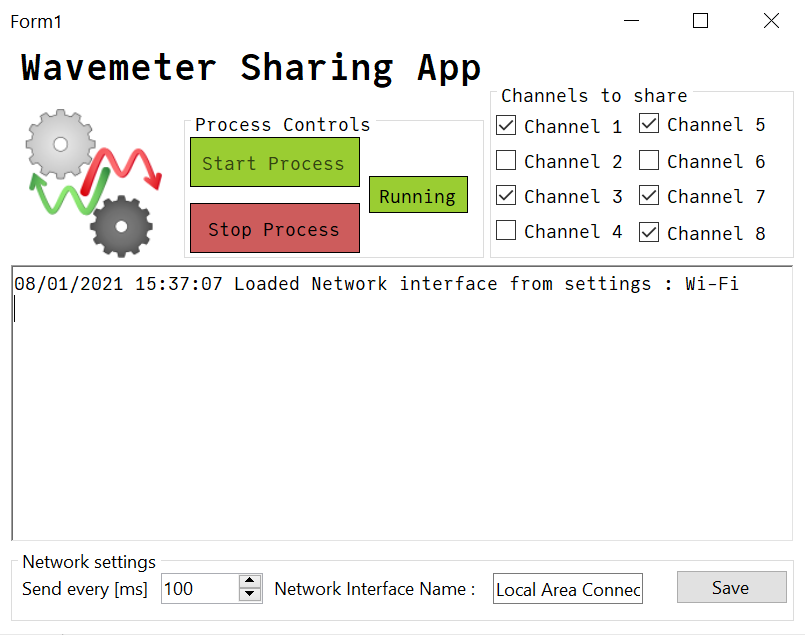 Form1
Wavemeter Sharing App
Process Controls
Start Process
Running
Stop Process
Channels to share
Channel 1
Channel 5
Channel 2
Channel 6
Channel 3
Channel 7
Channel 4
Channel 8
08/01/2021 15:37:07 Loaded Network interface from settings : Wi-Fi
Network settings
Send every [ms] 100 Network Interface Name : Local Area Connec Save